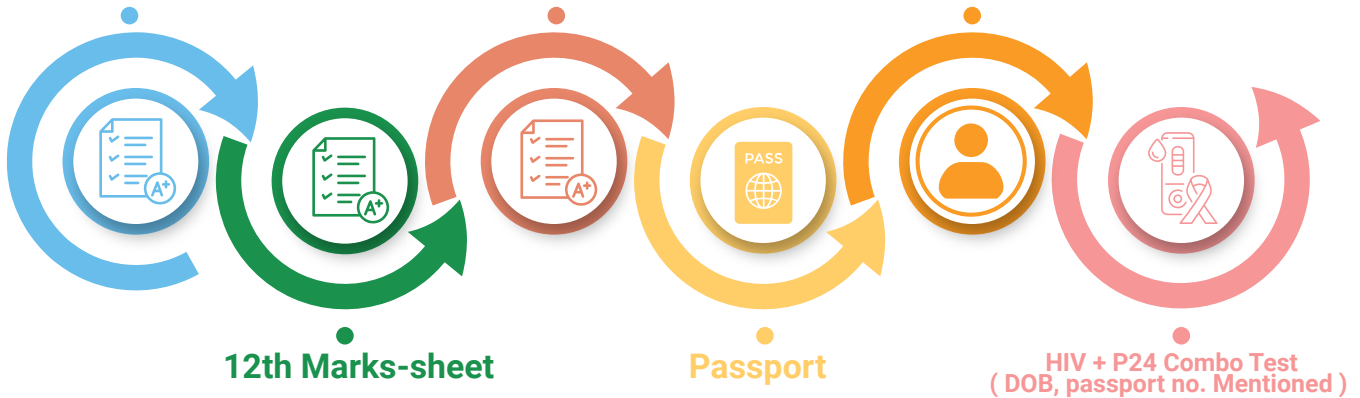 A+
A+
A+
PASS
12th Marks-sheet
Passport
HIV + P24 Combo Test
( DOB, passport no. Mentioned )